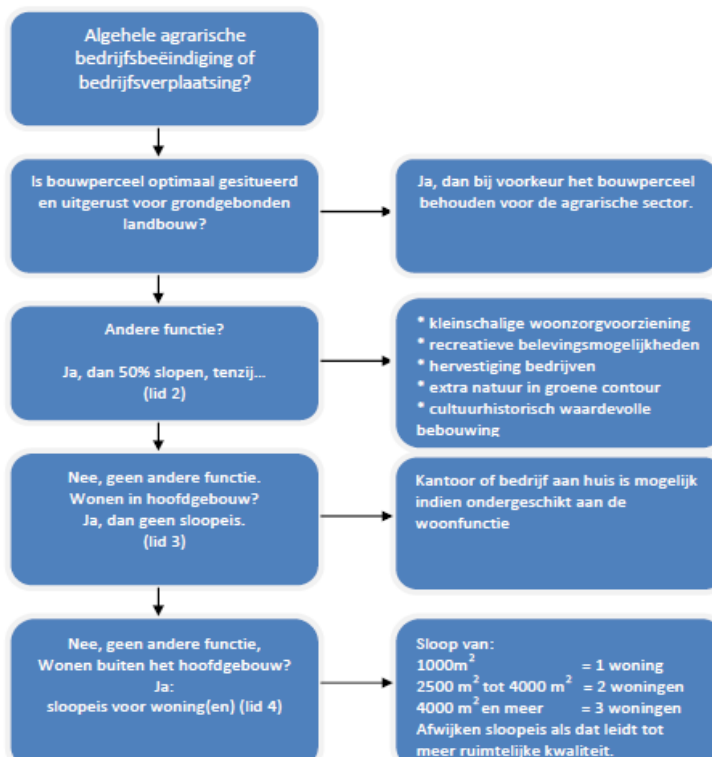 Algehele agrarische
bedrijfsbeëindiging of
bedrijfsverplaatsing?
Is bouwperceel optimaal gesitueerd
en uitgerust voor grondgebonden
landbouw?
Ja, dan bij voorkeur het bouwperceel
behouden voor de agrarische sector.
Andere functie?
Ja, dan 50% slopen, tenzij...
(lid 2)
* kleinschalige woonzorgvoorziening
* recreatieve belevingsmogelijkheden
* hervestiging bedrijven
* extra natuur in groene contour
* cultuurhistorisch waardevolle
bebouwing
Nee, geen andere functie.
Wonen in hoofdgebouw?
Ja, dan geen sloopeis.
(lid 3)
Kantoor of bedrijf aan huis is mogelijk
indien ondergeschikt aan de
woonfunctie
Nee, geen andere functie,
Wonen buiten het hoofdgebouw?
Ja:
sloopeis voor woning(en) (lid 4)
Sloop van:
1000m² = 1 woning
2500 m² tot 4000 m² = 2 woningen
4000 m² en meer = 3 woningen
Afwijken sloopeis als dat leidt tot
meer ruimtelijke kwaliteit.